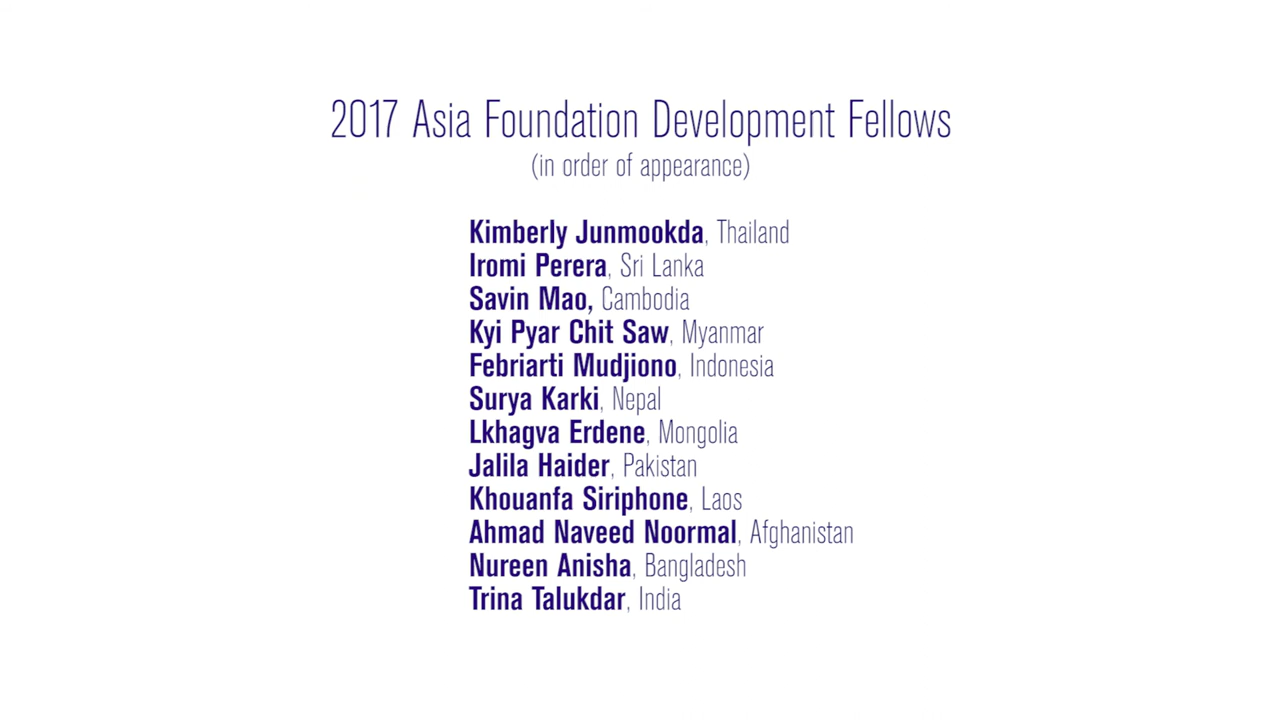 2017 Asia Foundation Development Fellows
(in order of appearance)
Kimberly Junmookda, Thailand
Iromi Perera, Sri Lanka
Savin Mao, Cambodia
Kyi Pyar Chit Saw, Myanmar
Febriarti Mudjiono, Indonesia
Surya Karki, Nepal
Lkhagva Erdene, Mongolia
Jalila Haider, Pakistan
Khouanfa Siriphone, Laos
Ahmad Naveed Noormal, Afghanistan
Nureen Anisha, Bangladesh
Trina Talukdar, India